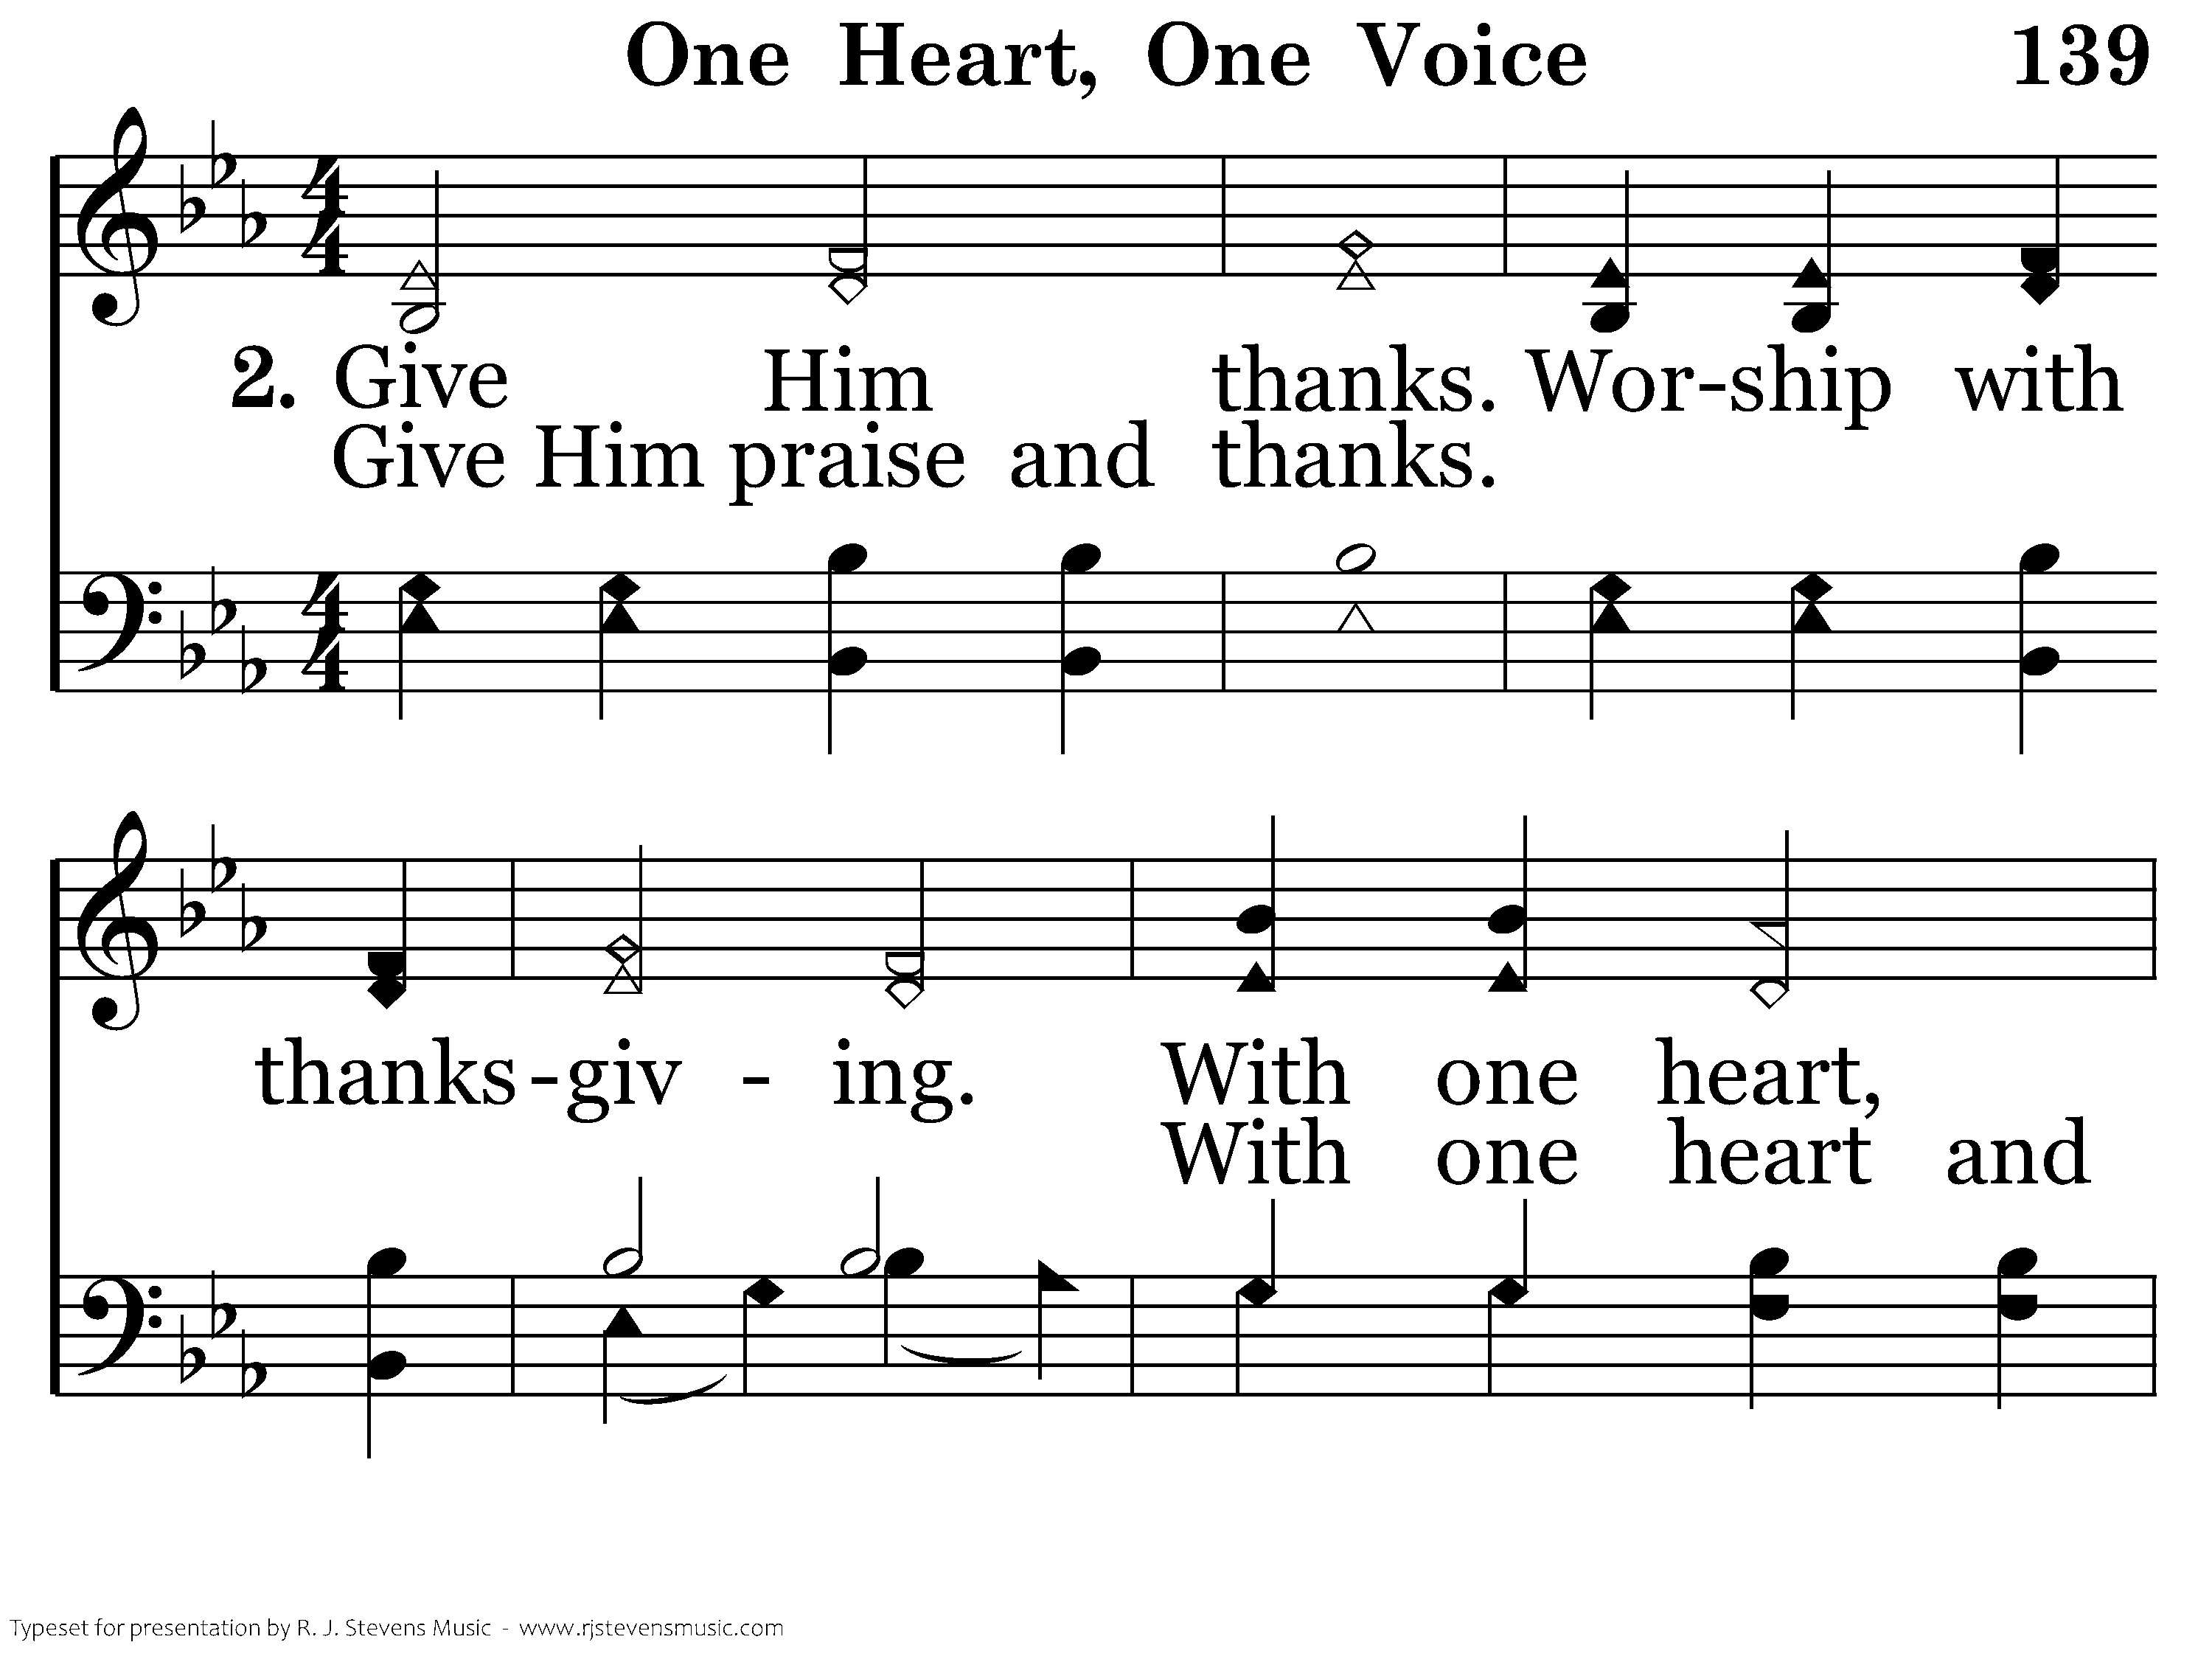 One Heart, One Voice 139
2. Give Him thanks. Wor-ship with
Give Him praise and thanks.
thanks-giv - ing. With one heart,
With one heart and
Typeset for presentation by R. J. Stevens Music - www.rjstevensmusic.com